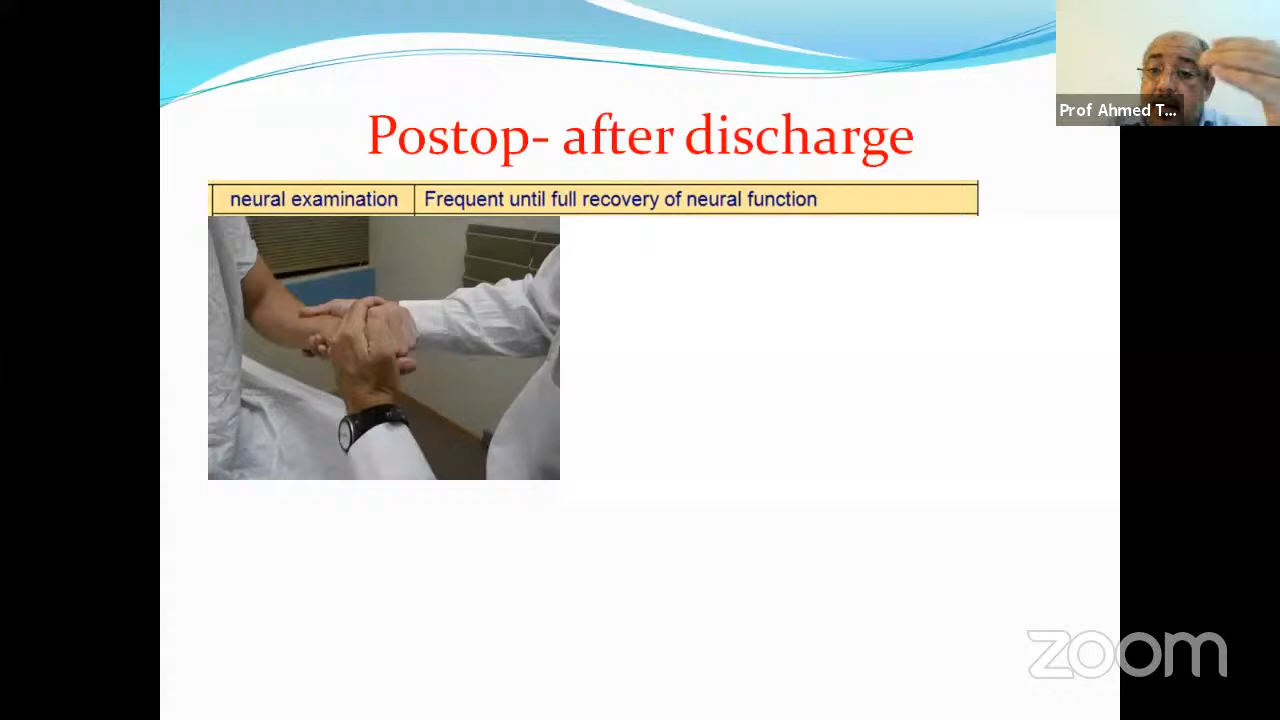 Postop- after discharge
neural examination Frequent until full recovery of neural function
Prof Ahmed T...
zoom